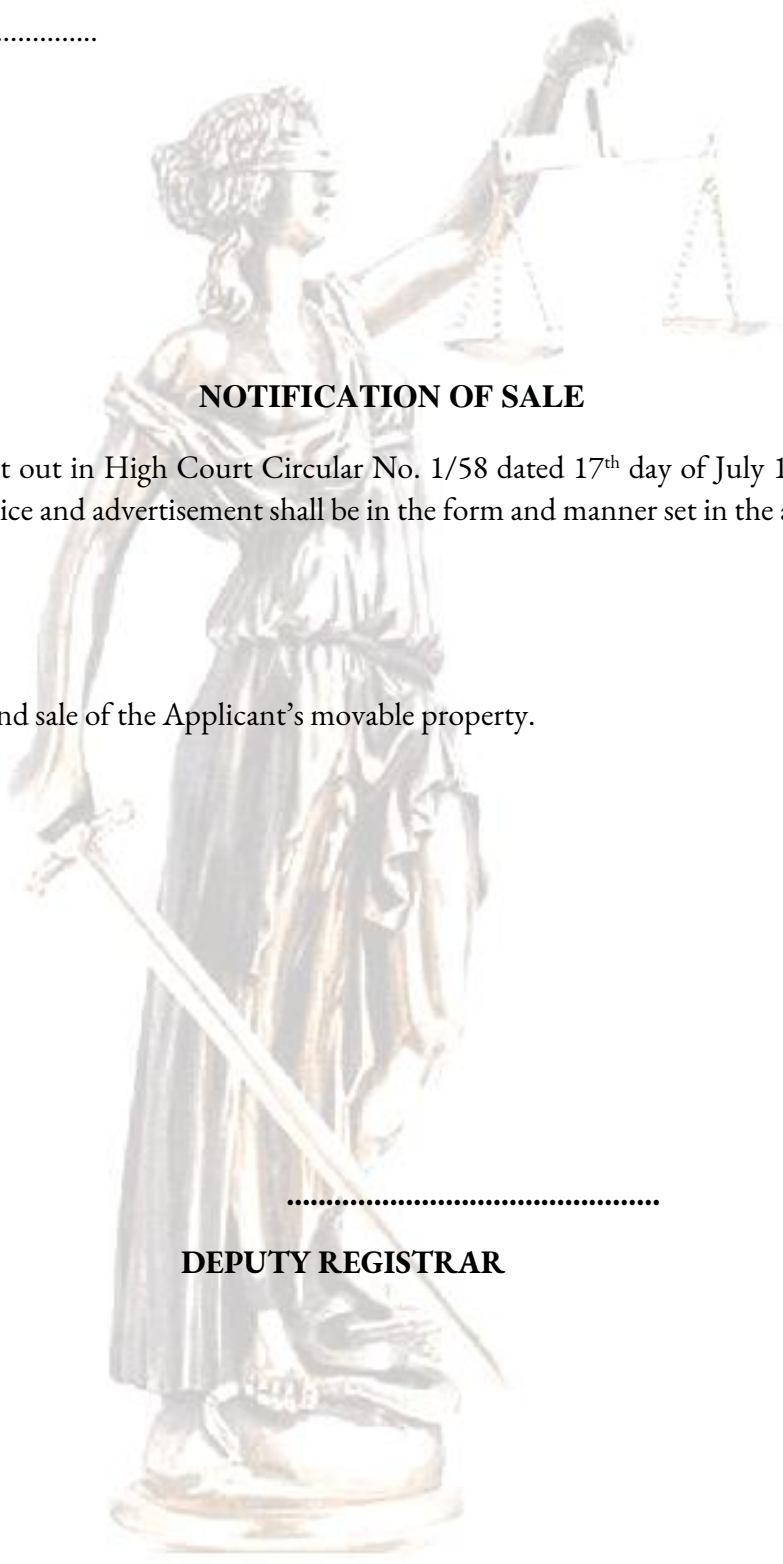 ..............
NOTIFICATION OF SALE
t out in High Court Circular No. 1/58 dated 17th day of July 1
ice and advertisement shall be in the form and manner set in the a
nd sale of the Applicant’s movable property.
................................................
DEPUTY REGISTRAR